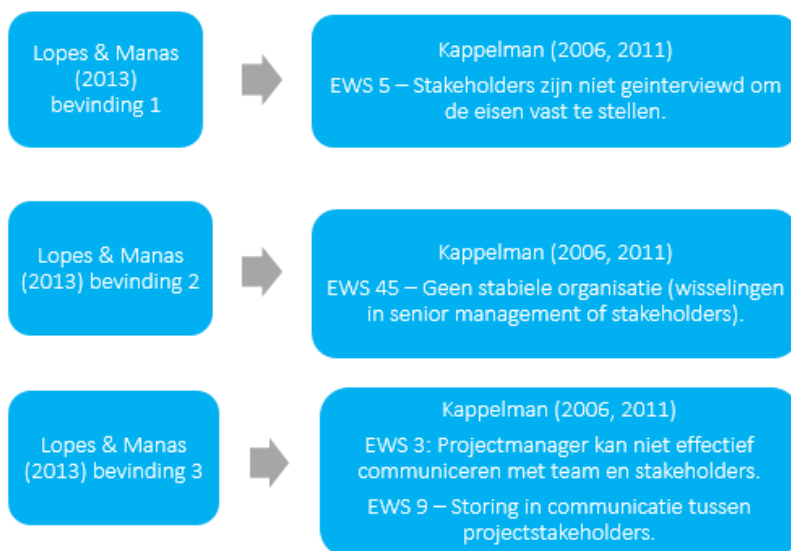 Lopes & Manas
(2013)
bevinding 1
Kappelman (2006, 2011)
EWS 5 – Stakeholders zijn niet geinterviewd om
de eisen vast te stellen.
Lopes & Manas
(2013) bevinding 2
Kappelman (2006, 2011)
EWS 45 – Geen stabiele organisatie (wisselingen
in senior management of stakeholders).
Lopes & Manas
(2013) bevinding 3
Kappelman (2006, 2011)
EWS 3: Projectmanager kan niet effectief
communiceren met team en stakeholders.
EWS 9 – Storing in communicatie tussen
projectstakeholders.